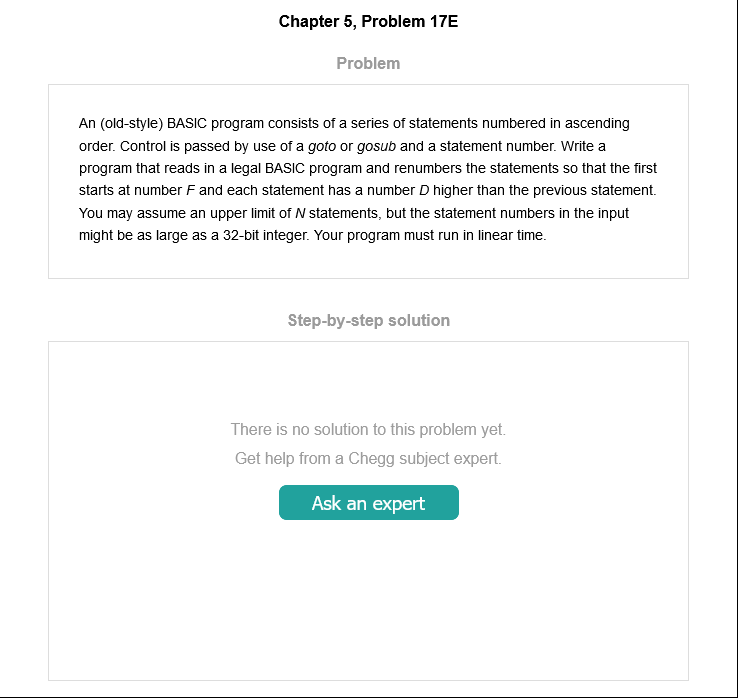 Chapter 5, Problem 17E
Problem
An (old-style) BASIC program consists of a series of statements numbered in ascending
order. Control is passed by use of a goto or gosub and a statement number. Write a
program that reads in a legal BASIC program and renumbers the statements so that the first
starts at number F and each statement has a number D higher than the previous statement.
You may assume an upper limit of N statements, but the statement numbers in the input
might be as large as a 32-bit integer. Your program must run in linear time.
Step-by-step solution
There is no solution to this problem yet.
Get help from a Chegg subject expert.
Ask an expert